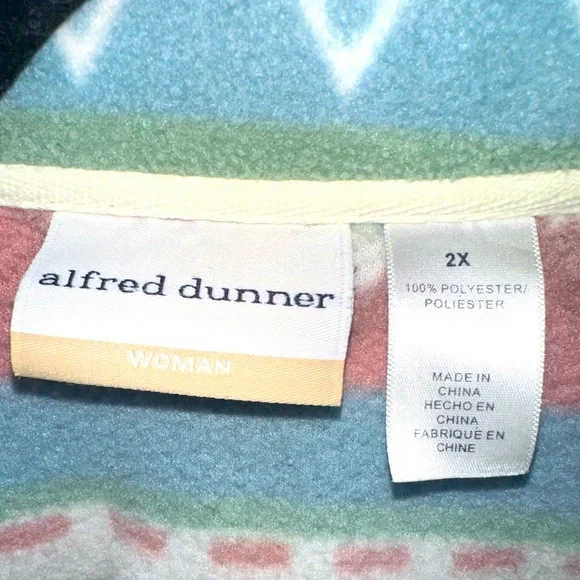 alfred dunner
WOMAN
2X
100% POLYESTER/
POLIESTER
MADE IN
CHINA
HECHO EN
CHINA
FABRIQUÉ EN
CHINE